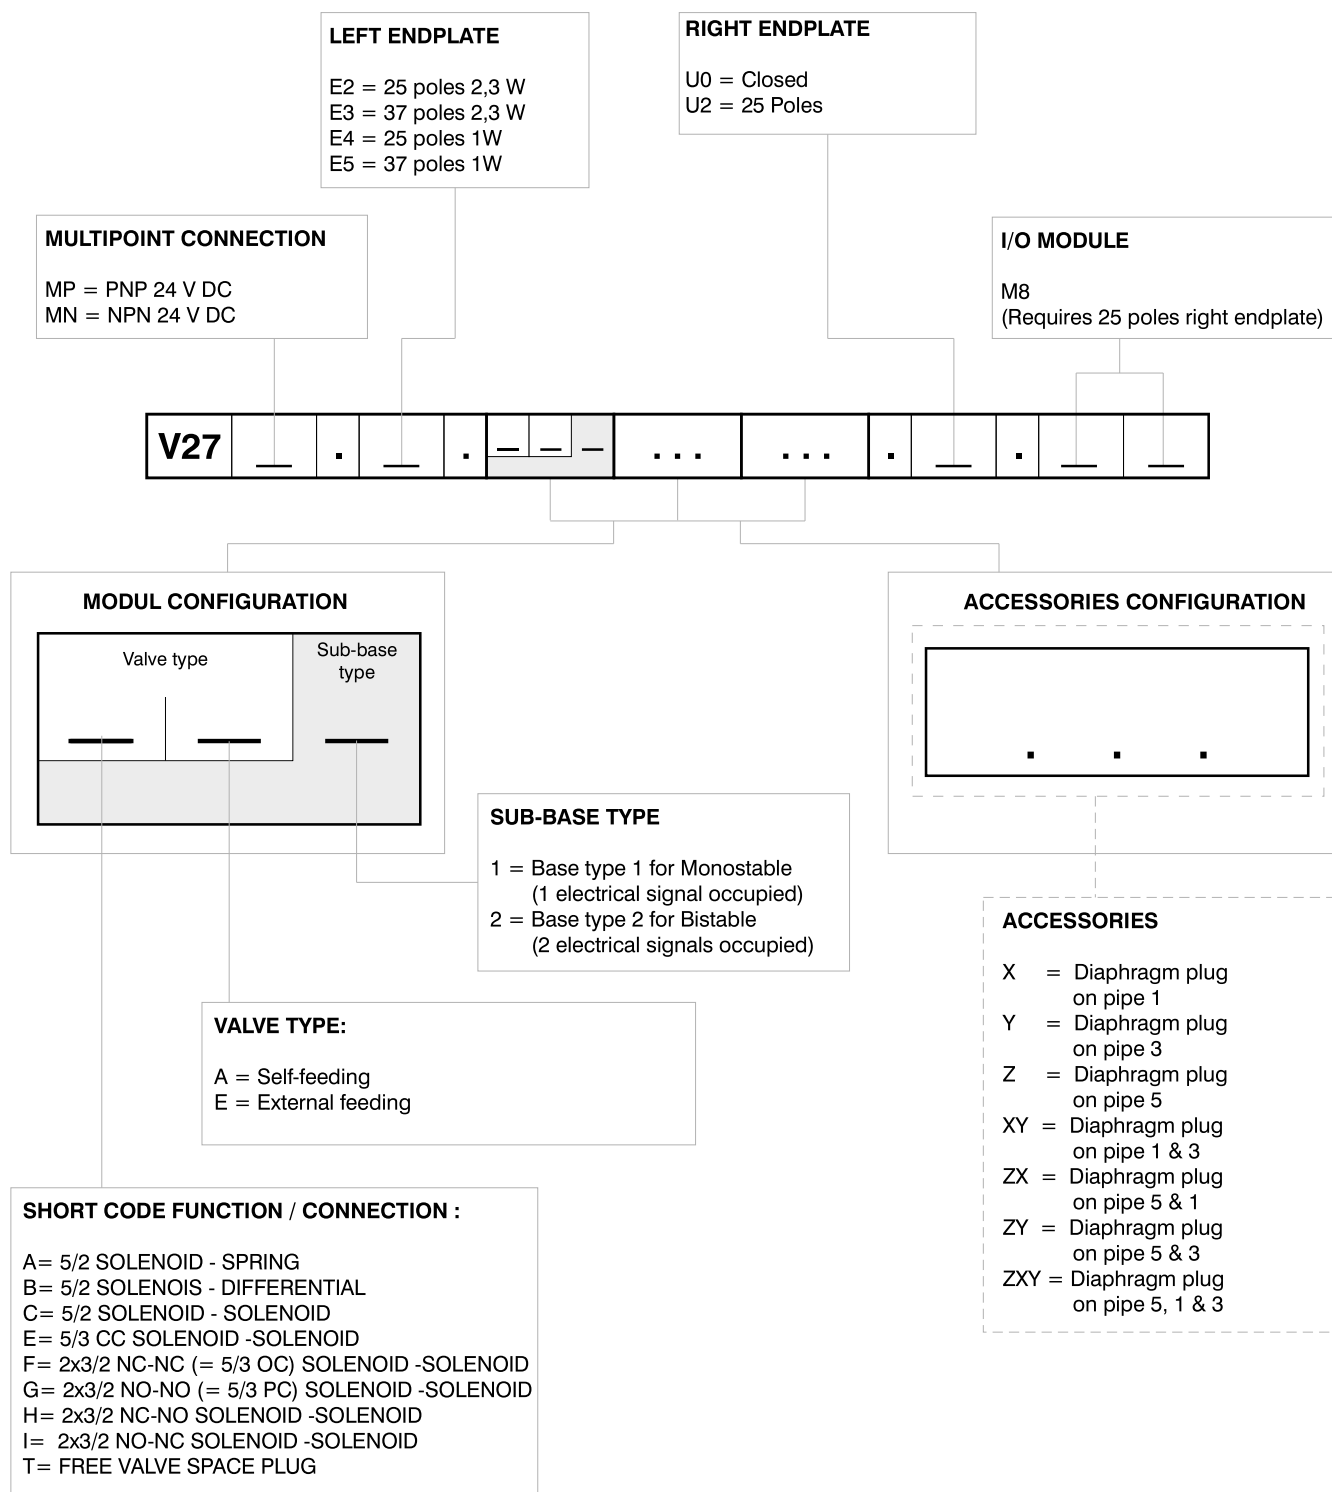 LEFT ENDPLATE
E2 = 25 poles 2,3 W
E3 = 37 poles 2,3 W
E4 = 25 poles 1W
E5 = 37 poles 1W
RIGHT ENDPLATE
U0 = Closed
U2 = 25 Poles
MULTIPOINT CONNECTION
MP = PNP 24 V DC
MN = NPN 24 V DC
I/O MODULE
M8
(Requires 25 poles right endplate)
V27 _ . _ . _ _ _ . . . . . . . _ . _ _
MODUL CONFIGURATION
Valve type
Sub-base
type
ACCESSORIES CONFIGURATION
. . .
SUB-BASE TYPE
1 = Base type 1 for Monostable
(1 electrical signal occupied)
2 = Base type 2 for Bistable
(2 electrical signals occupied)
VALVE TYPE:
A = Self-feeding
E = External feeding
SHORT CODE FUNCTION / CONNECTION :
A= 5/2 SOLENOID - SPRING
B= 5/2 SOLENOIS - DIFFERENTIAL
C= 5/2 SOLENOID - SOLENOID
E= 5/3 CC SOLENOID -SOLENOID
F= 2x3/2 NC-NC (= 5/3 OC) SOLENOID -SOLENOID
G= 2x3/2 NO-NO (= 5/3 PC) SOLENOID -SOLENOID
H= 2x3/2 NC-NO SOLENOID -SOLENOID
I= 2x3/2 NO-NC SOLENOID -SOLENOID
T= FREE VALVE SPACE PLUG
ACCESSORIES
X = Diaphragm plug
on pipe 1
Y = Diaphragm plug
on pipe 3
Z = Diaphragm plug
on pipe 5
XY = Diaphragm plug
on pipe 1 & 3
ZX = Diaphragm plug
on pipe 5 & 1
ZY = Diaphragm plug
on pipe 5 & 3
ZXY = Diaphragm plug
on pipe 5, 1 & 3